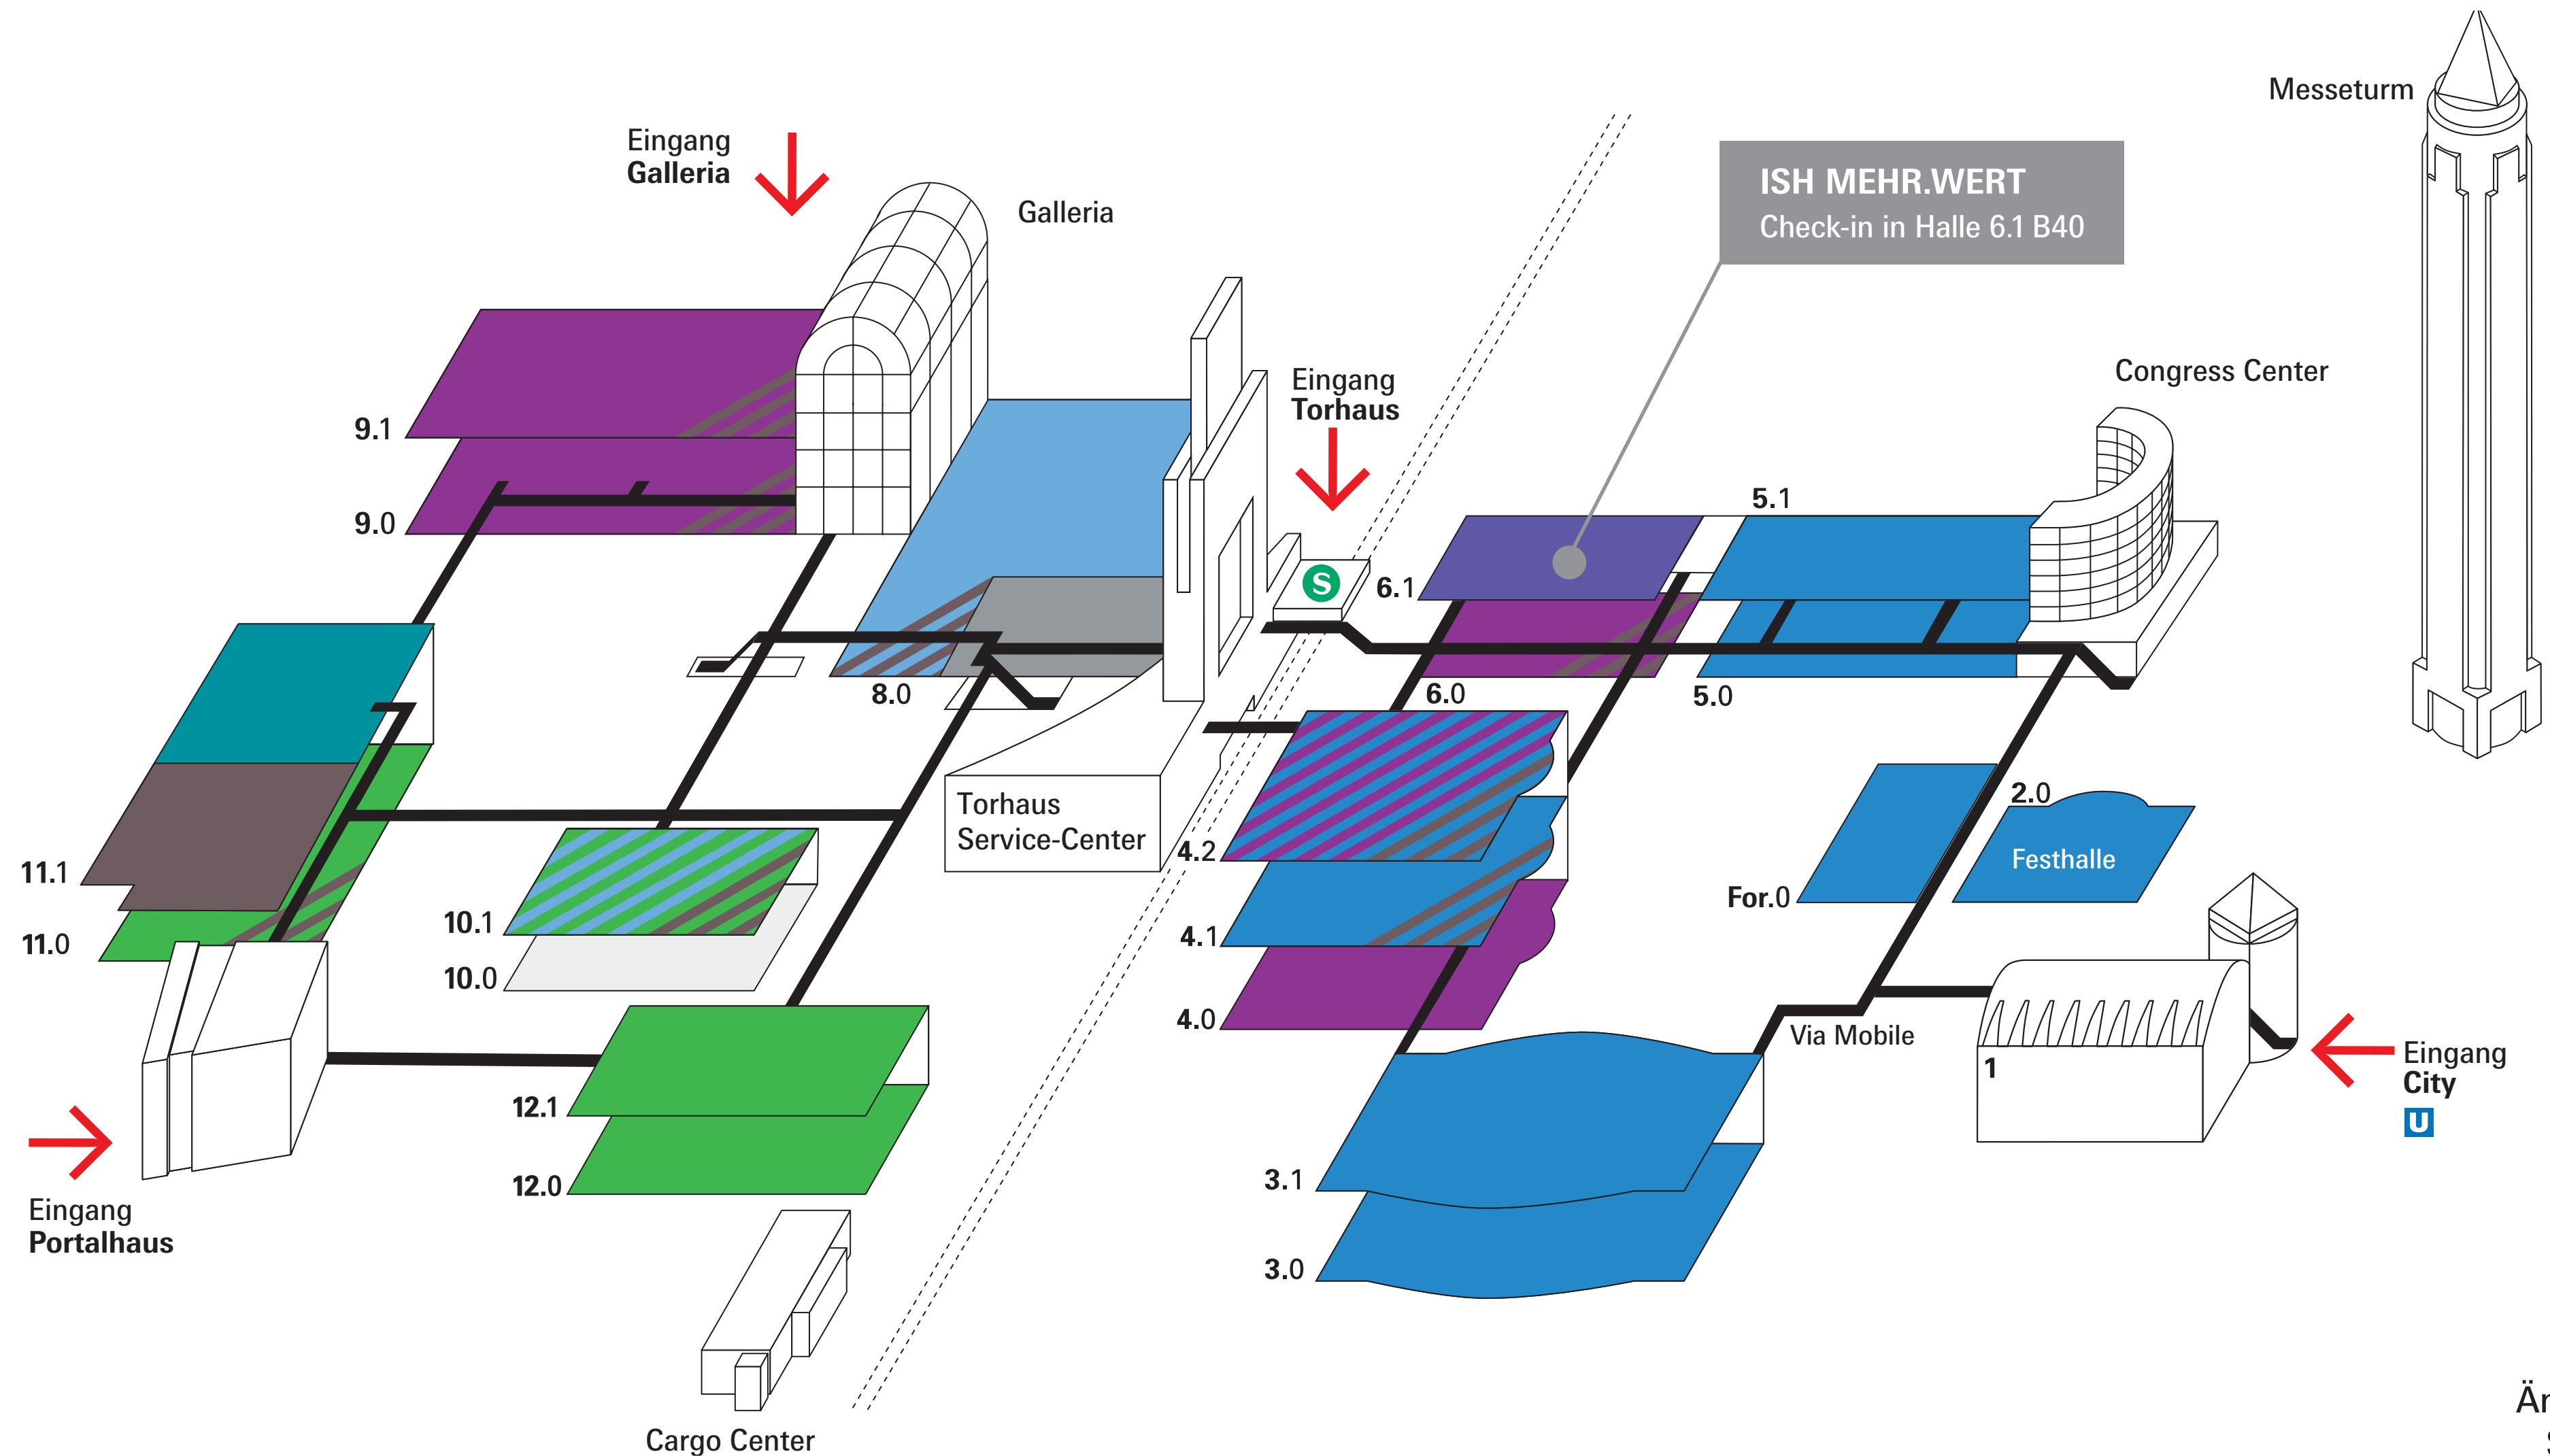 Messeturm
Eingang
Galleria
Galleria
ISH MEHR.WERT
Check-in in Halle 6.1 B40
Eingang
Torhaus
Congress Center
9.1
9.0
S
6.1
5.1
8.0
6.0
5.0
11.1
11.0
10.1
10.0
Torhaus
Service-Center
4.2
4.1
4.0
2.0
Festhalle
For.0
Via Mobile
1
Eingang
City
U
12.1
12.0
3.1
3.0
Eingang
Portalhaus
Cargo Center